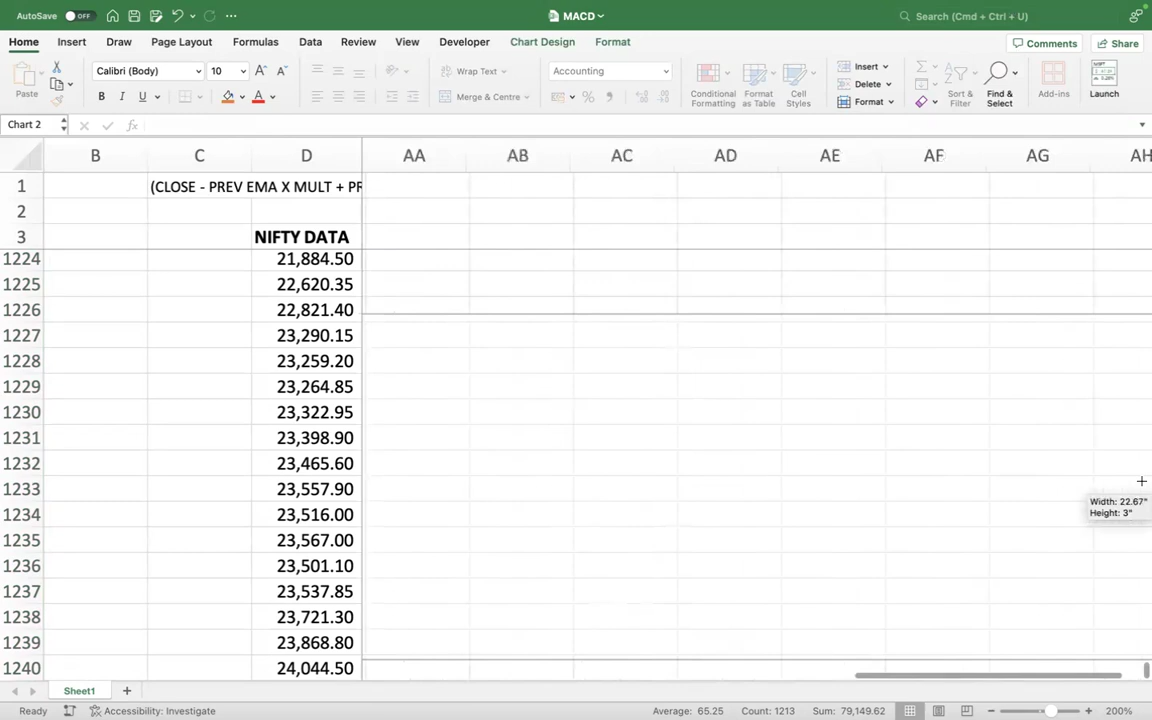 AutoSave OFF MACD Search (Cmd + Ctrl + U)
Home Insert Draw Page Layout Formulas Data Review View Developer Chart Design Format Comments Share
Paste Calibri (Body) 10 A A Wrap Text Accounting Conditional Formatting Format as Table Cell Styles Insert Sort & Filter Find & Select Add-ins Launch
B I U A Merge & Centre % Delete Format
Chart 2 fx
B C D AA AB AC AD AE AF AG AH
1 (CLOSE - PREV EMA X MULT + PR
2
3 NIFTY DATA
1224 21,884.50
1225 22,620.35
1226 22,821.40
1227 23,290.15
1228 23,259.20
1229 23,264.85
1230 23,322.95
1231 23,398.90
1232 23,465.60
1233 23,557.90
1234 23,516.00
1235 23,567.00
1236 23,501.10
1237 23,537.85
1238 23,721.30
1239 23,868.80
1240 24,044.50
Width: 22.67"
Height: 3"
Sheet1
Ready Accessibility: Investigate Average: 65.25 Count: 1213 Sum: 79,149.62 200%